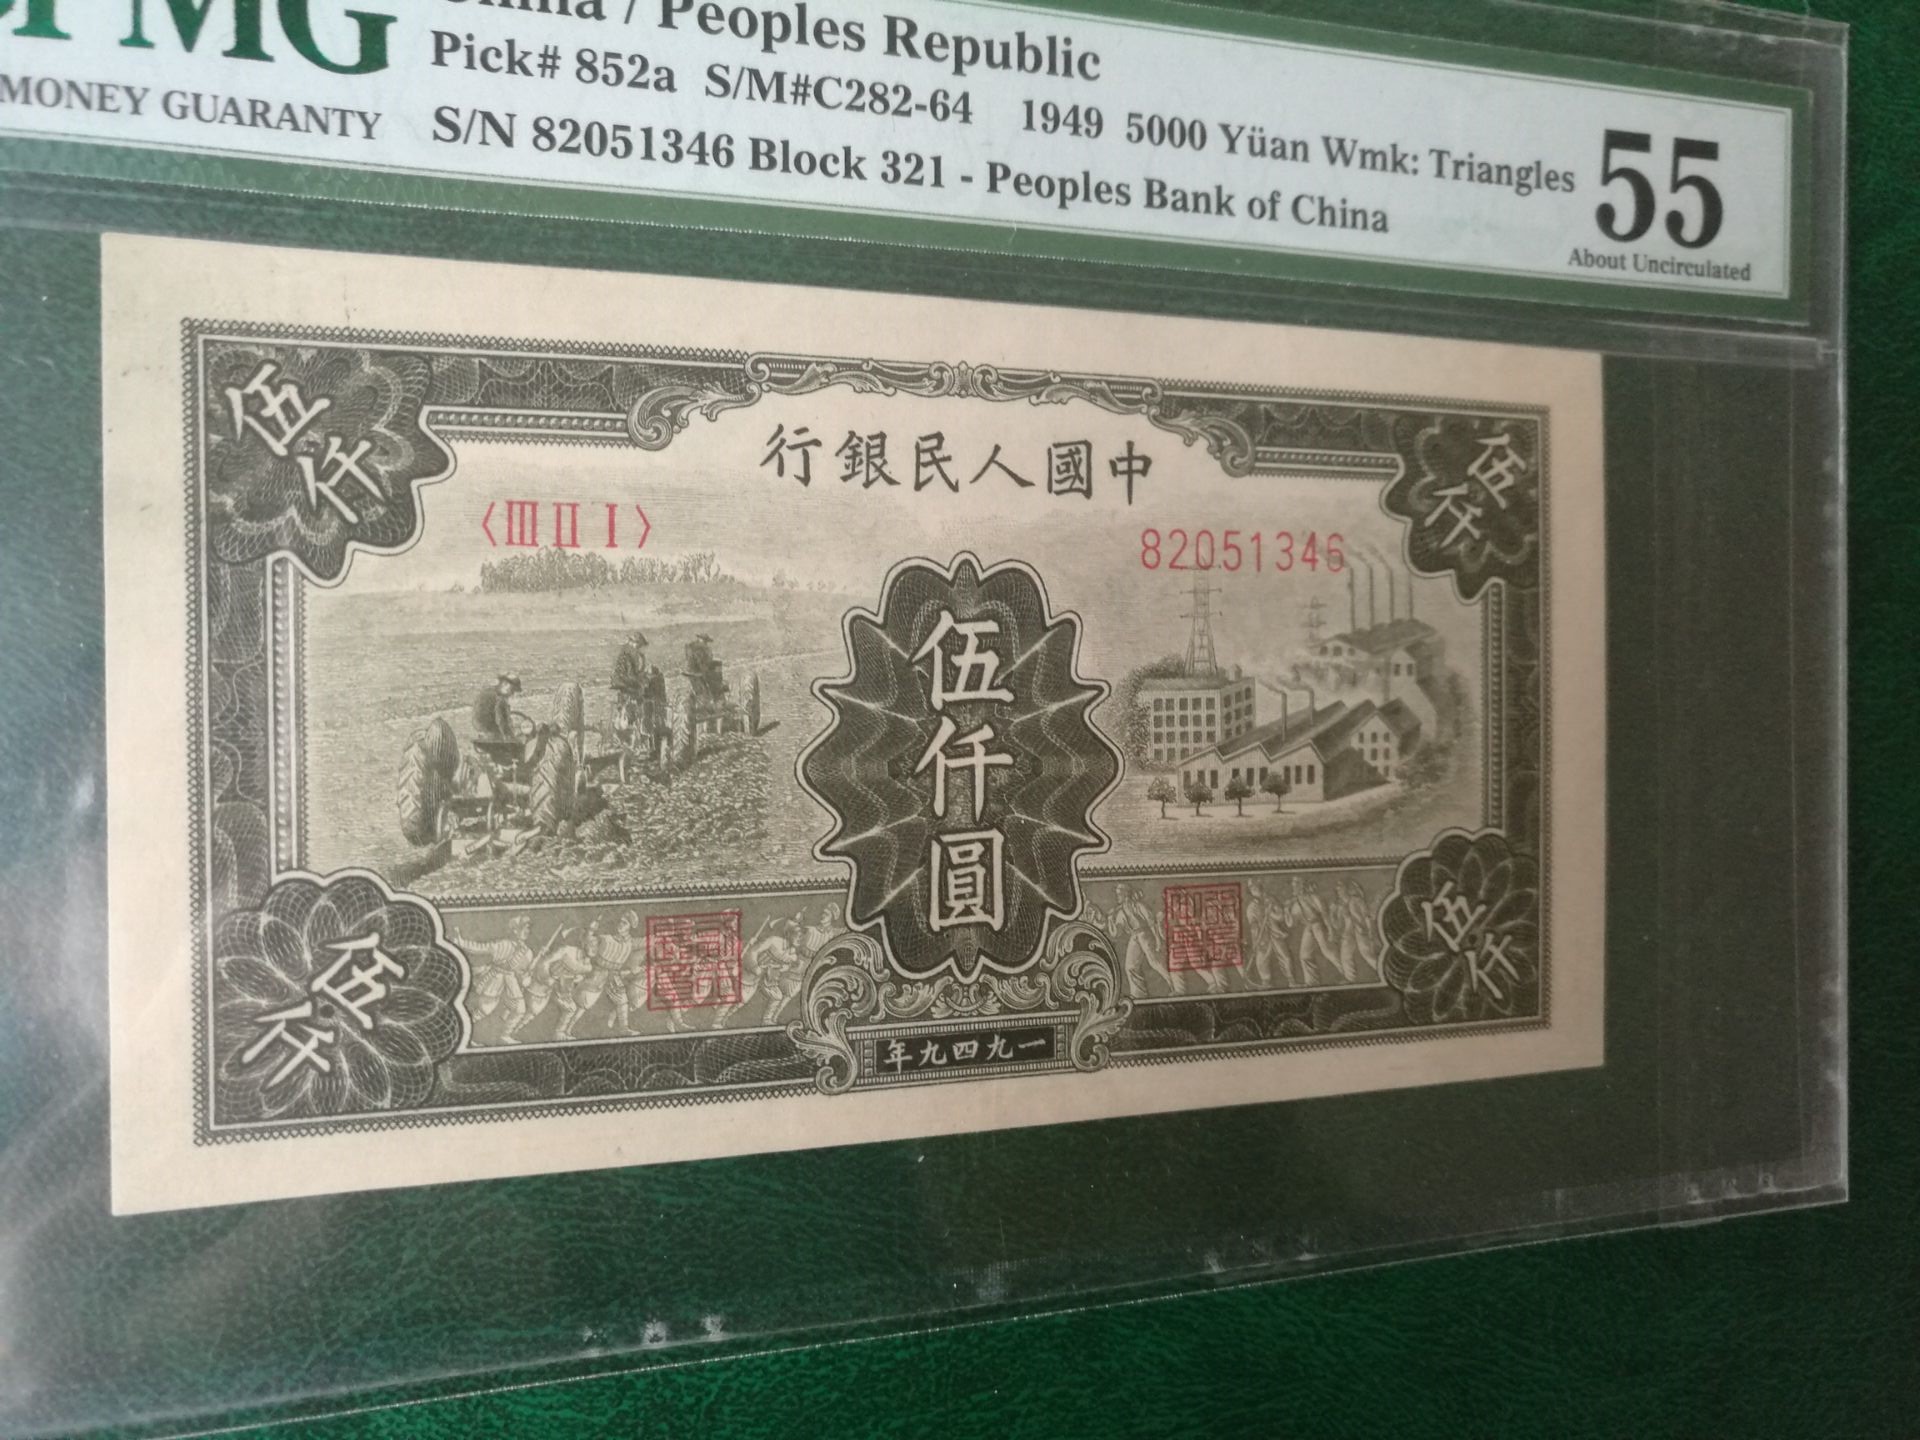 PMG
China / Peoples Republic
Pick# 852a S/M#C282-64 1949 5000 Yüan Wmk: Triangles
MONEY GUARANTY
S/N 82051346 Block 321 - Peoples Bank of China
55
About Uncirculated
伍仟
伍仟
行銀民人國中
〈III II I〉
82051346
伍仟圓
伍仟
伍仟
年九四九一